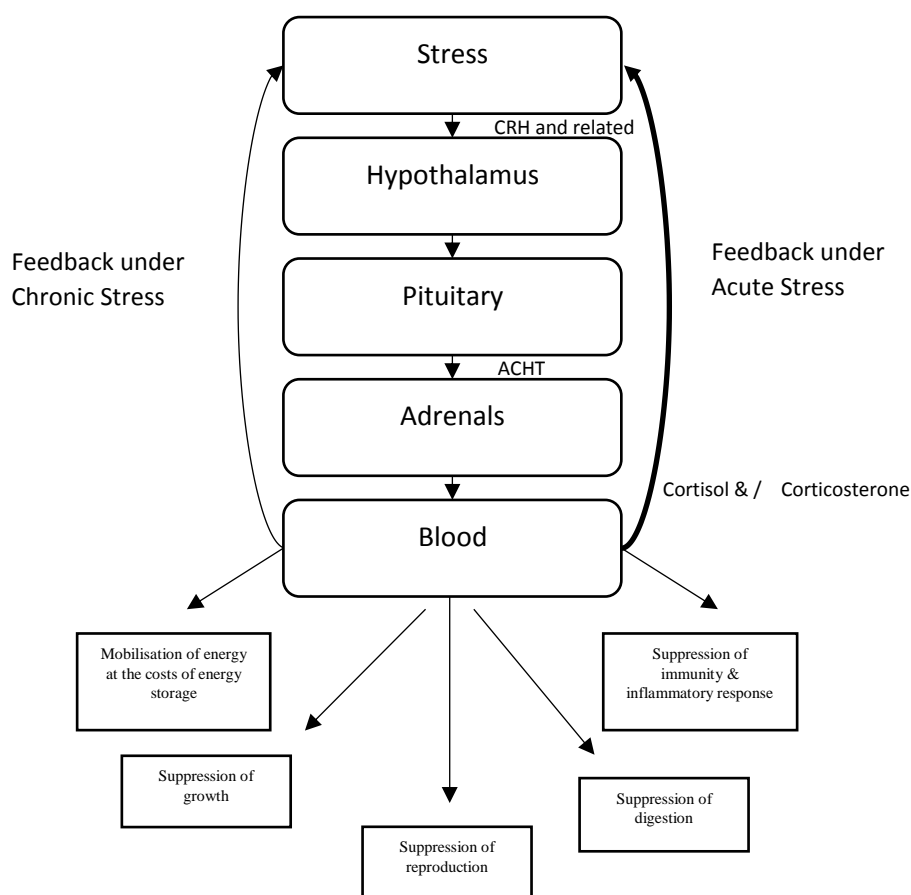 Stress
CRH and related
Hypothalamus
Feedback under
Chronic Stress
Feedback under
Acute Stress
Pituitary
ACHT
Adrenals
Cortisol & / Corticosterone
Blood
Mobilisation of energy
at the costs of energy
storage
Suppression of
immunity &
inflammatory response
Suppression of
growth
Suppression of
digestion
Suppression of
reproduction